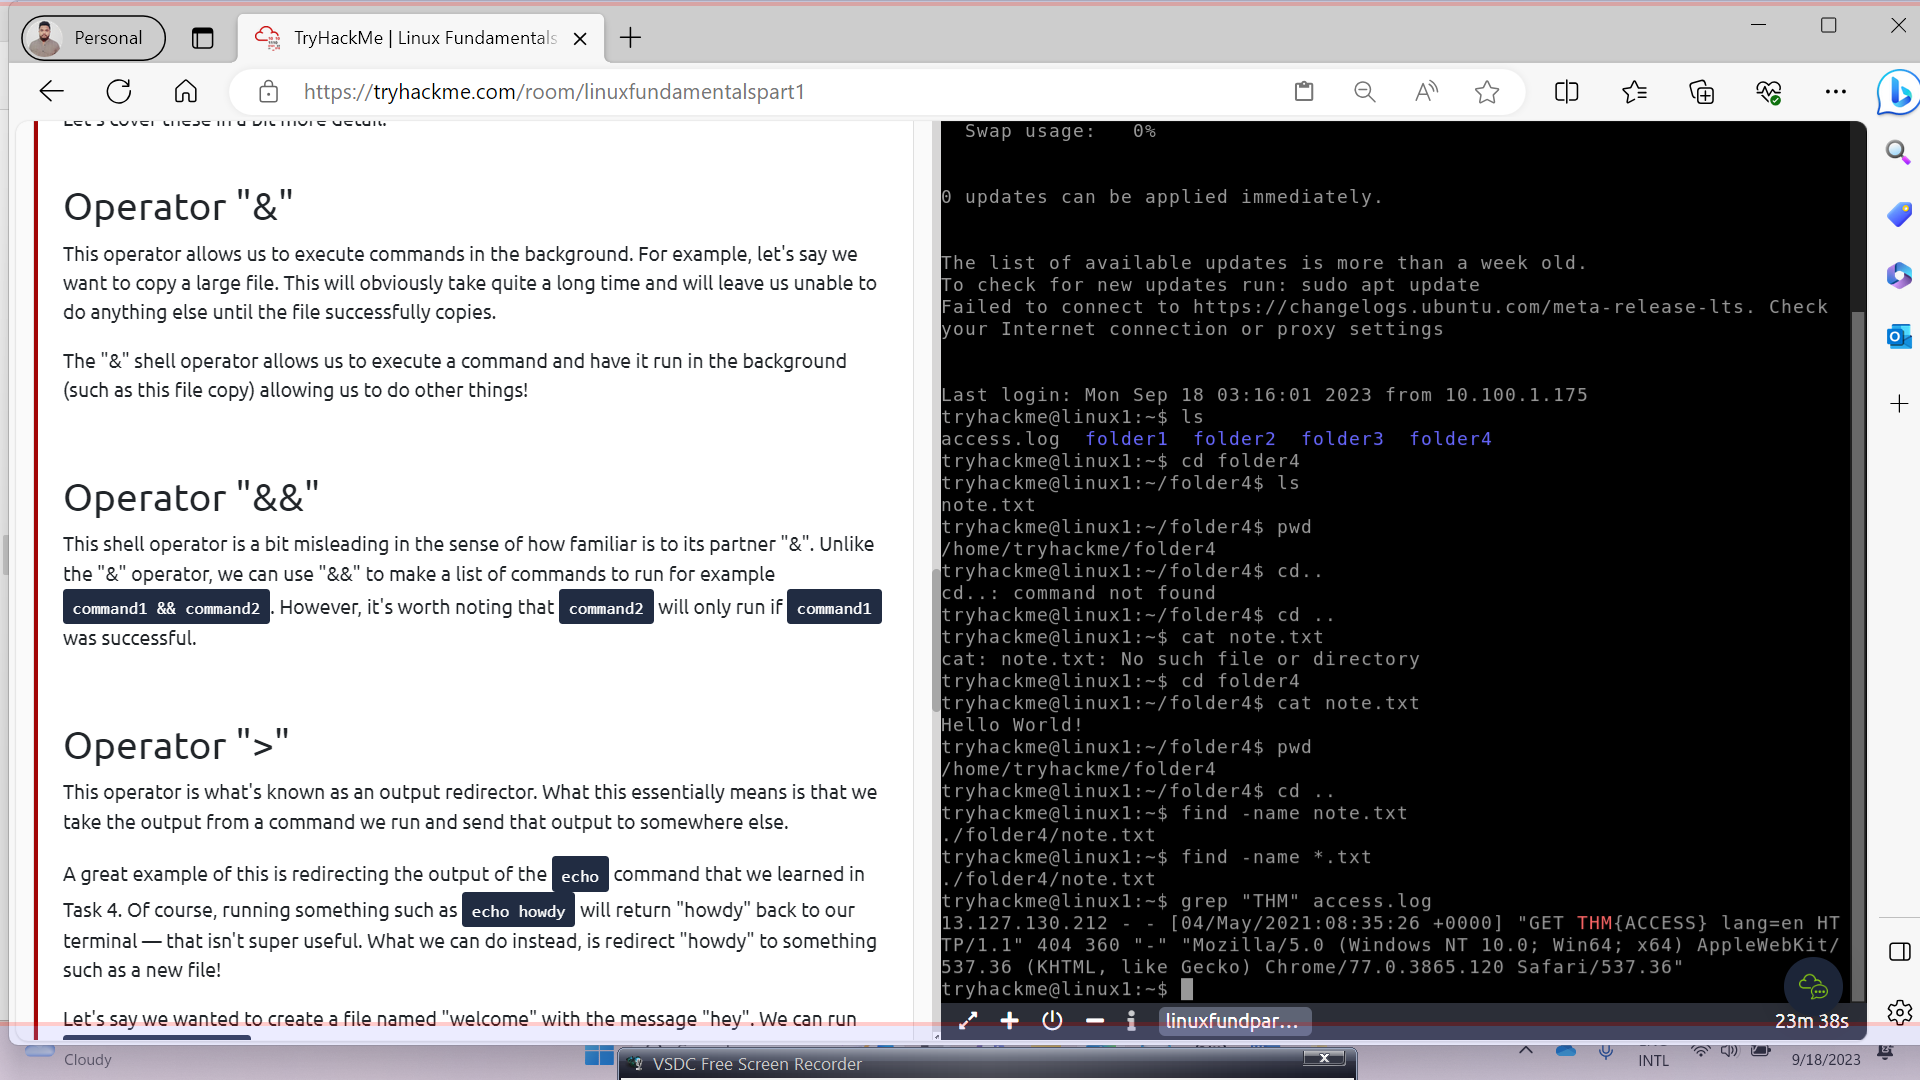 Personal
TryHackMe | Linux Fundamentals
https://tryhackme.com/room/linuxfundamentalspart1
Let's cover these in a bit more detail.
Operator "&"
This operator allows us to execute commands in the background. For example, let's say we
want to copy a large file. This will obviously take quite a long time and will leave us unable to
do anything else until the file successfully copies.
The "&" shell operator allows us to execute a command and have it run in the background
(such as this file copy) allowing us to do other things!
Operator "&&"
This shell operator is a bit misleading in the sense of how familiar is to its partner "&". Unlike
the "&" operator, we can use "&&" to make a list of commands to run for example
command1 && command2 . However, it's worth noting that command2 will only run if command1
was successful.
Operator ">"
This operator is what's known as an output redirector. What this essentially means is that we
take the output from a command we run and send that output to somewhere else.
A great example of this is redirecting the output of the echo command that we learned in
Task 4. Of course, running something such as echo howdy will return "howdy" back to our
terminal — that isn't super useful. What we can do instead, is redirect "howdy" to something
such as a new file!
Let's say we wanted to create a file named "welcome" with the message "hey". We can run
Swap usage: 0%
0 updates can be applied immediately.
The list of available updates is more than a week old.
To check for new updates run: sudo apt update
Failed to connect to https://changelogs.ubuntu.com/meta-release-lts. Check
your Internet connection or proxy settings
Last login: Mon Sep 18 03:16:01 2023 from 10.100.1.175
tryhackme@linux1:~$ ls
access.log folder1 folder2 folder3 folder4
tryhackme@linux1:~$ cd folder4
tryhackme@linux1:~/folder4$ ls
note.txt
tryhackme@linux1:~/folder4$ pwd
/home/tryhackme/folder4
tryhackme@linux1:~/folder4$ cd..
cd..: command not found
tryhackme@linux1:~/folder4$ cd ..
tryhackme@linux1:~$ cat note.txt
cat: note.txt: No such file or directory
tryhackme@linux1:~$ cd folder4
tryhackme@linux1:~/folder4$ cat note.txt
Hello World!
tryhackme@linux1:~/folder4$ pwd
/home/tryhackme/folder4
tryhackme@linux1:~/folder4$ cd ..
tryhackme@linux1:~$ find -name note.txt
./folder4/note.txt
tryhackme@linux1:~$ find -name *.txt
./folder4/note.txt
tryhackme@linux1:~$ grep "THM" access.log
13.127.130.212 - - [04/May/2021:08:35:26 +0000] "GET THM{ACCESS} lang=en HT
TP/1.1" 404 360 "-" "Mozilla/5.0 (Windows NT 10.0; Win64; x64) AppleWebKit/
537.36 (KHTML, like Gecko) Chrome/77.0.3865.120 Safari/537.36"
tryhackme@linux1:~$
linuxfundpar...
23m 38s
Cloudy
VSDC Free Screen Recorder
INTL
9/18/2023